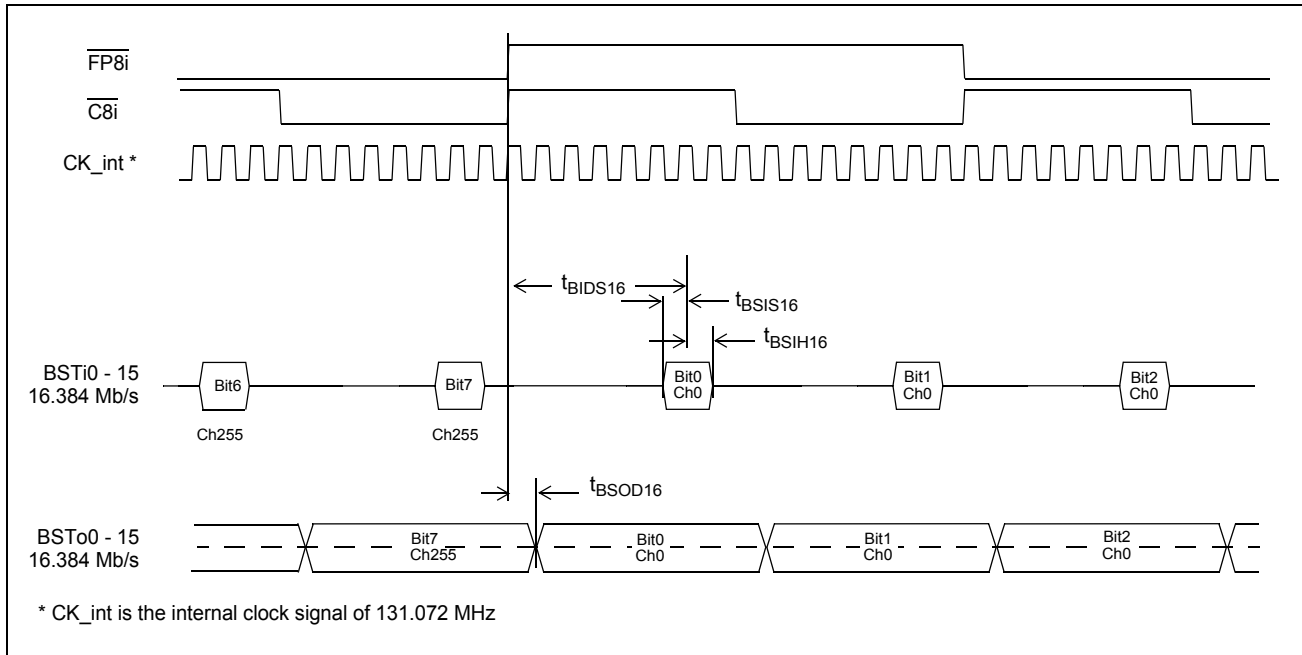 FP8i
C8i
CK_int *
tBIDS16
tBSIS16
tBSIH16
BSTi0 - 15
16.384 Mb/s
Bit6
Ch255
Bit7
Ch255
Bit0
Ch0
Bit1
Ch0
Bit2
Ch0
tBSOD16
BSTo0 - 15
16.384 Mb/s
Bit7
Ch255
Bit0
Ch0
Bit1
Ch0
Bit2
Ch0
* CK_int is the internal clock signal of 131.072 MHz